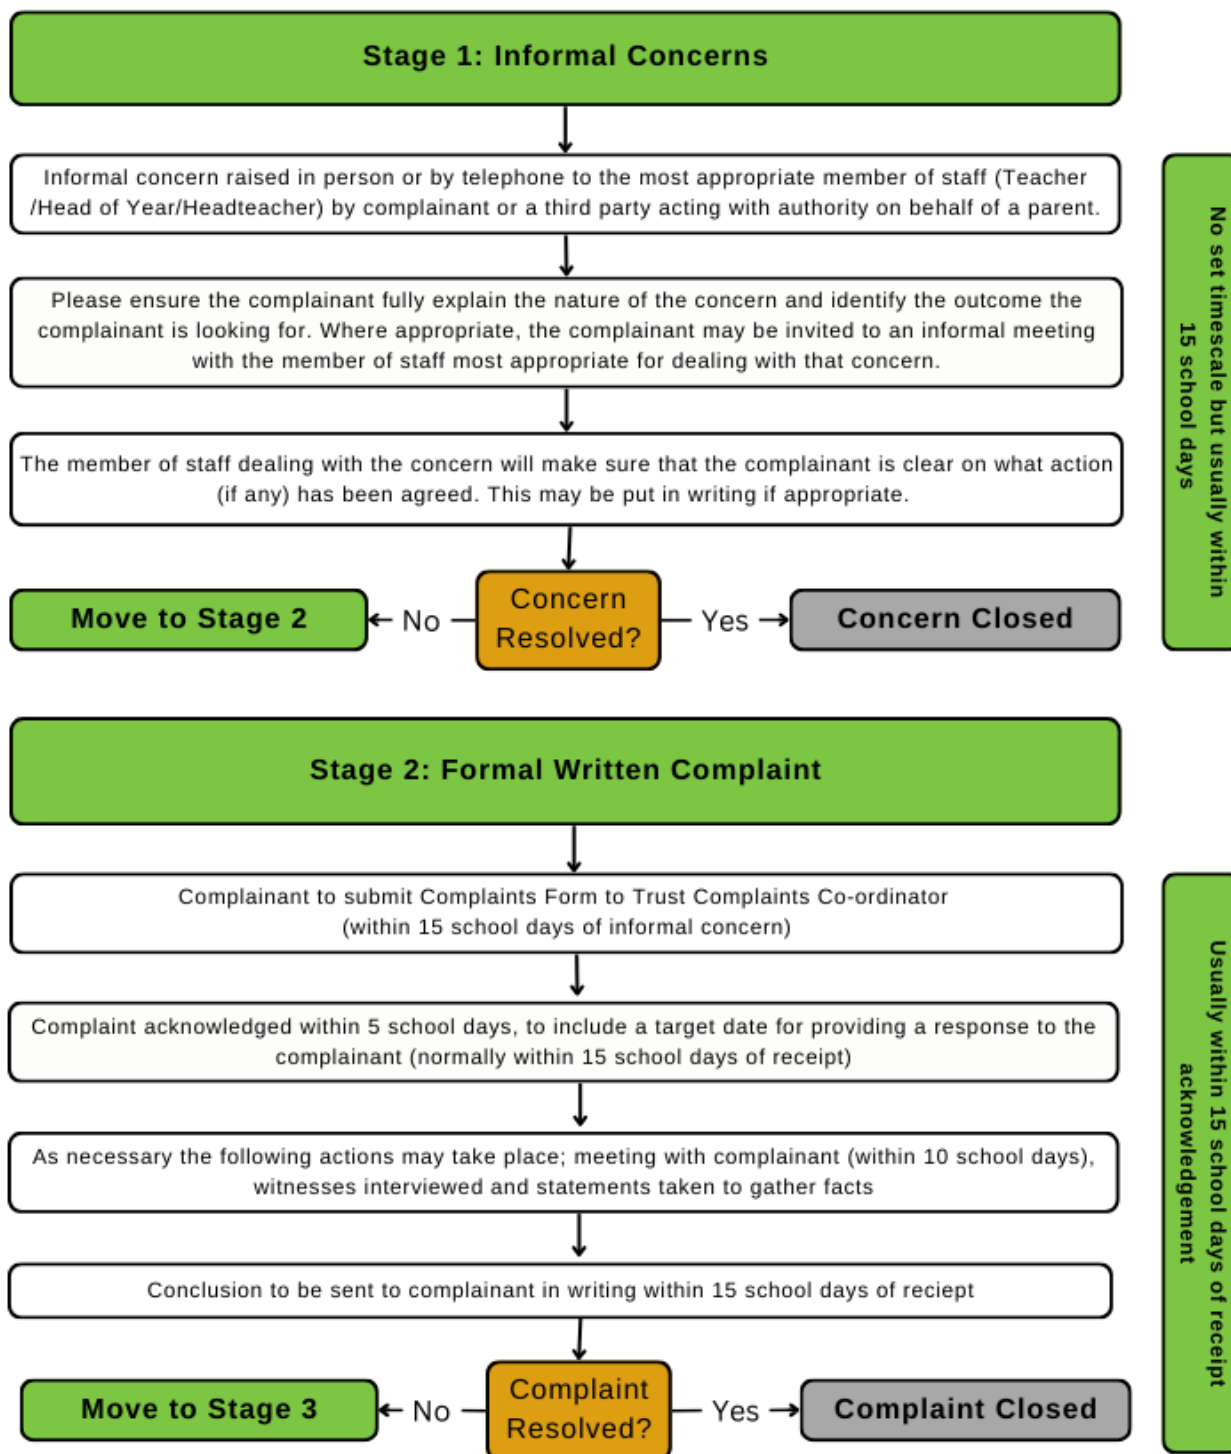 Stage 1: Informal Concerns
Informal concern raised in person or by telephone to the most appropriate member of staff (Teacher
/Head of Year/Headteacher) by complainant or a third party acting with authority on behalf of a parent.
Please ensure the complainant fully explain the nature of the concern and identify the outcome the
complainant is looking for. Where appropriate, the complainant may be invited to an informal meeting
with the member of staff most appropriate for dealing with that concern.
The member of staff dealing with the concern will make sure that the complainant is clear on what action
(if any) has been agreed. This may be put in writing if appropriate.
No set timescale but usually within
15 school days
Move to Stage 2
No
Concern
Resolved?
Yes
Concern Closed
Stage 2: Formal Written Complaint
Complainant to submit Complaints Form to Trust Complaints Co-ordinator
(within 15 school days of informal concern)
Complaint acknowledged within 5 school days, to include a target date for providing a response to the
complainant (normally within 15 school days of receipt)
As necessary the following actions may take place; meeting with complainant (within 10 school days),
witnesses interviewed and statements taken to gather facts
Conclusion to be sent to complainant in writing within 15 school days of reciept
Usually within 15 school days of receipt
acknowledgement
Move to Stage 3
No
Complaint
Resolved?
Yes
Complaint Closed